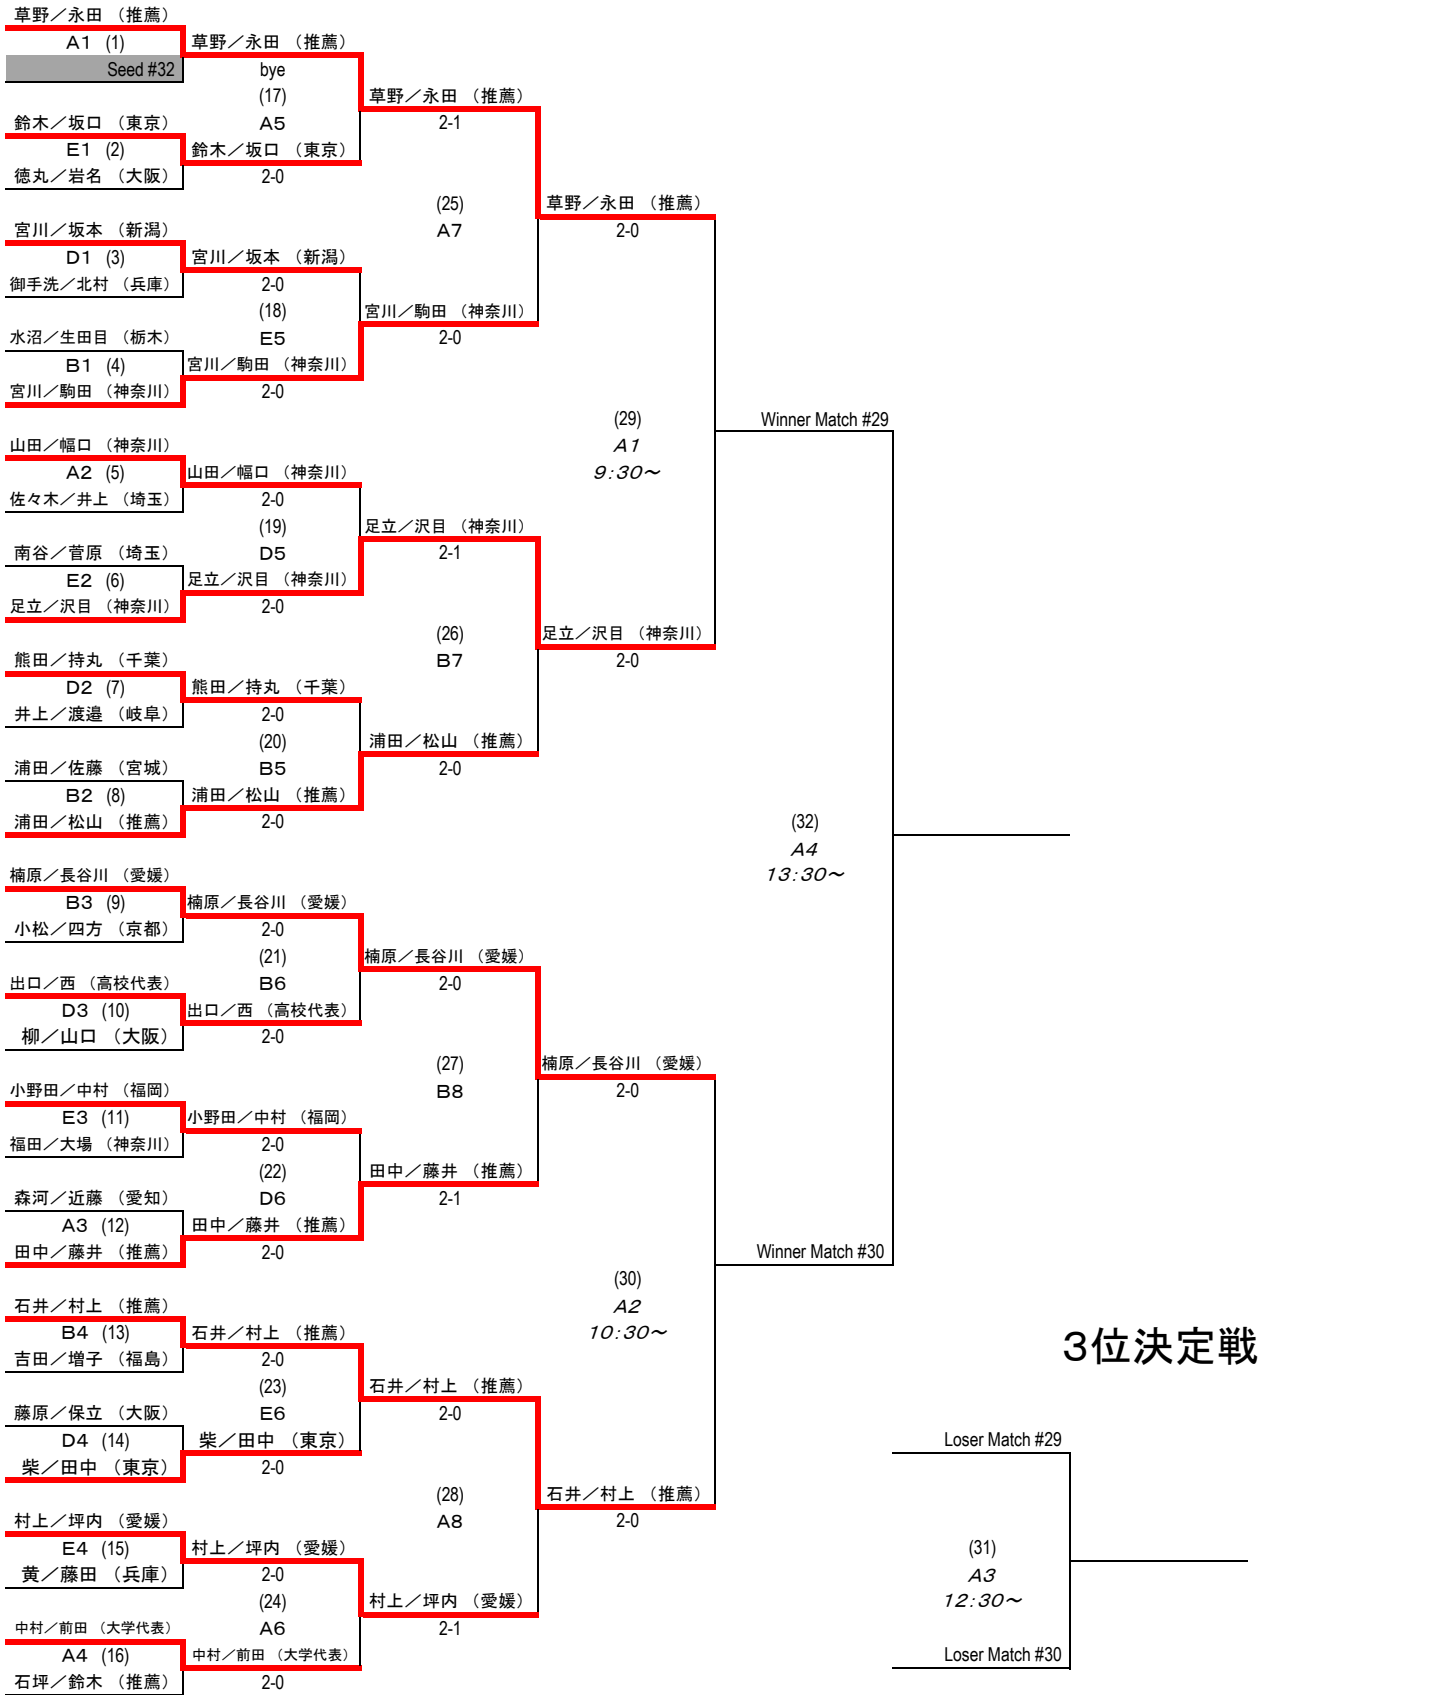 草野／永田 （推薦）
A1 (1)
Seed #32
鈴木／坂口 （東京）
E1 (2)
徳丸／岩名 （大阪）
宮川／坂本 （新潟）
D1 (3)
御手洗／北村 （兵庫）
水沼／生田目 （栃木）
B1 (4)
宮川／駒田 （神奈川）
山田／幅口 （神奈川）
A2 (5)
佐々木／井上 （埼玉）
南谷／菅原 （埼玉）
E2 (6)
足立／沢目 （神奈川）
熊田／持丸 （千葉）
D2 (7)
井上／渡邉 （岐阜）
浦田／佐藤 （宮城）
B2 (8)
浦田／松山 （推薦）
楠原／長谷川 （愛媛）
B3 (9)
小松／四方 （京都）
出口／西 （高校代表）
D3 (10)
柳／山口 （大阪）
小野田／中村 （福岡）
E3 (11)
福田／大場 （神奈川）
森河／近藤 （愛知）
A3 (12)
田中／藤井 （推薦）
石井／村上 （推薦）
B4 (13)
吉田／増子 （福島）
藤原／保立 （大阪）
D4 (14)
柴／田中 （東京）
村上／坪内 （愛媛）
E4 (15)
黄／藤田 （兵庫）
中村／前田 （大学代表）
A4 (16)
石坪／鈴木 （推薦）
草野／永田 （推薦）
bye
(17)
A5
鈴木／坂口 （東京）
2-0
宮川／坂本 （新潟）
2-0
(18)
E5
宮川／駒田 （神奈川）
2-0
山田／幅口 （神奈川）
2-0
(19)
D5
足立／沢目 （神奈川）
2-0
熊田／持丸 （千葉）
2-0
(20)
B5
浦田／松山 （推薦）
2-0
楠原／長谷川 （愛媛）
2-0
(21)
B6
出口／西 （高校代表）
2-0
小野田／中村 （福岡）
2-0
(22)
D6
田中／藤井 （推薦）
2-0
石井／村上 （推薦）
2-0
(23)
E6
柴／田中 （東京）
2-0
村上／坪内 （愛媛）
2-0
(24)
A6
中村／前田 （大学代表）
2-0
草野／永田 （推薦）
2-1
(25)
A7
宮川／駒田 （神奈川）
2-0
足立／沢目 （神奈川）
2-1
(26)
B7
浦田／松山 （推薦）
2-0
楠原／長谷川 （愛媛）
2-0
(27)
B8
田中／藤井 （推薦）
2-1
石井／村上 （推薦）
2-0
(28)
A8
村上／坪内 （愛媛）
2-1
草野／永田 （推薦）
2-0
(29)
A1
9:30～
足立／沢目 （神奈川）
2-0
楠原／長谷川 （愛媛）
2-0
(30)
A2
10:30～
石井／村上 （推薦）
2-0
Winner Match #29
(32)
A4
13:30～
Winner Match #30
3位決定戦
Loser Match #29
(31)
A3
12:30～
Loser Match #30